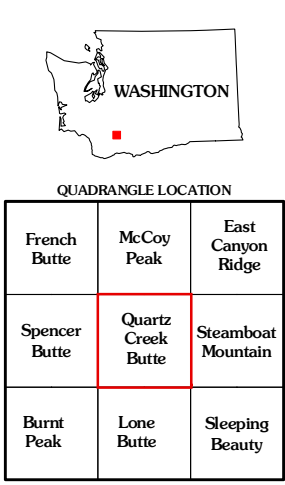 WASHINGTON
QUADRANGLE LOCATION
French
Butte
McCoy
Peak
East
Canyon
Ridge
Spencer
Butte
Quartz
Creek
Butte
Steamboat
Mountain
Burnt
Peak
Lone
Butte
Sleeping
Beauty